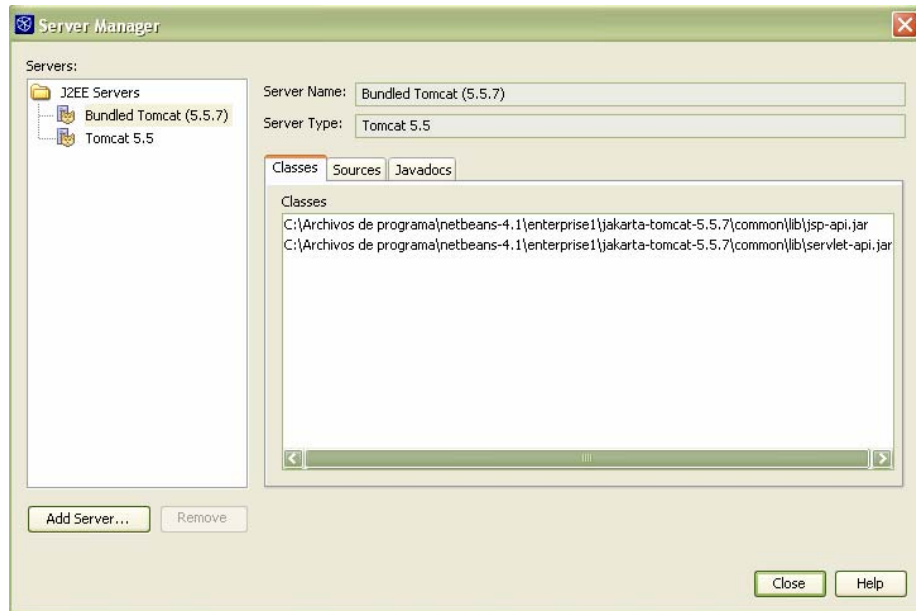 Server Manager
Servers:
J2EE Servers
Bundled Tomcat (5.5.7)
Tomcat 5.5
Server Name: Bundled Tomcat (5.5.7)
Server Type: Tomcat 5.5
Classes Sources Javadocs
Classes
C:\Archivos de programa\netbeans-4.1\enterprise1\jakarta-tomcat-5.5.7\common\lib\jsp-api.jar
C:\Archivos de programa\netbeans-4.1\enterprise1\jakarta-tomcat-5.5.7\common\lib\servlet-api.jar
Add Server... Remove
Close Help